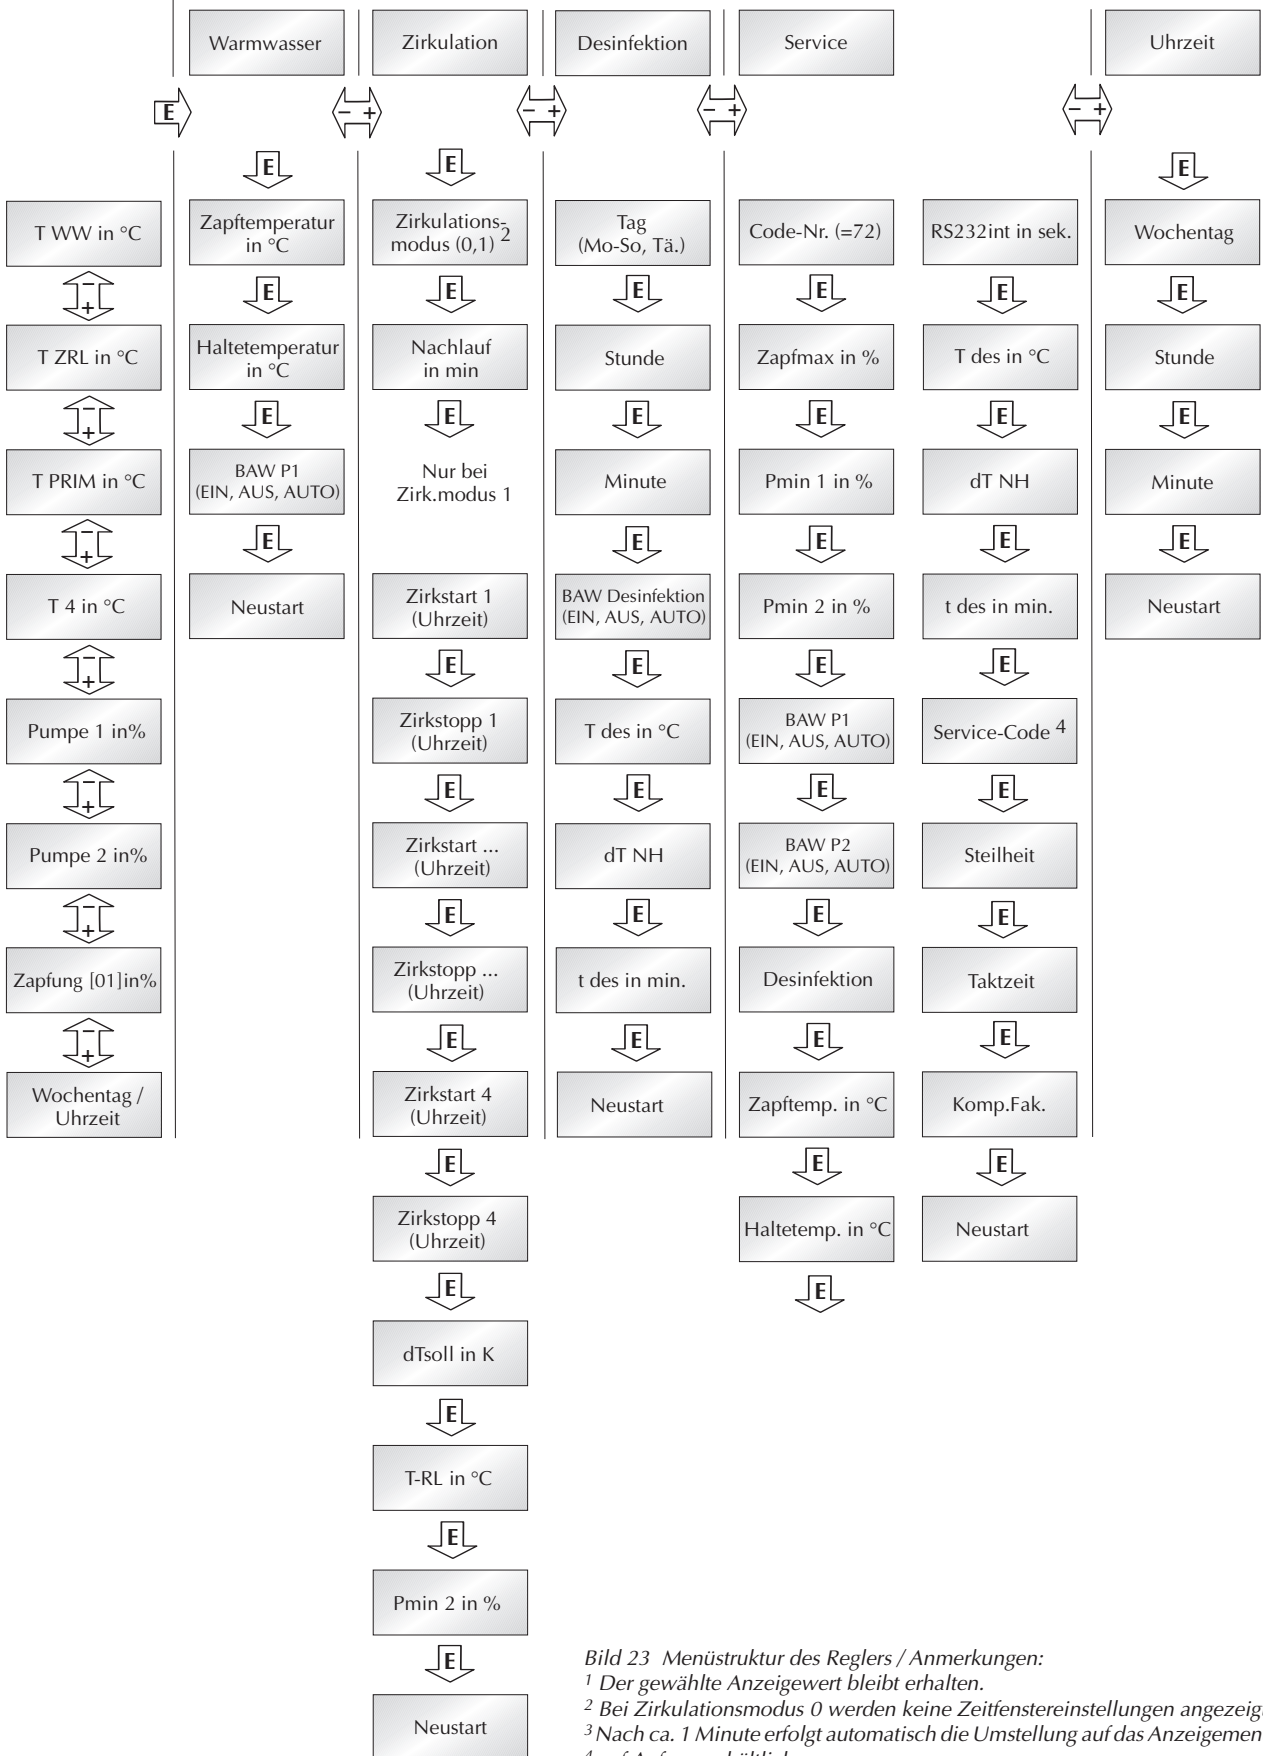 Warmwasser
Zirkulation
Desinfektion
Service
Uhrzeit
E
– +
– +
– +
– +
E
E
E
T WW in °C
Zapftemperatur
in °C
Zirkulations-
modus (0,1) 2
Tag
(Mo-So, Tä.)
Code-Nr. (=72)
RS232int in sek.
Wochentag
–
+
E
E
E
E
E
E
T ZRL in °C
Haltetemperatur
in °C
Nachlauf
in min
Stunde
Zapfmax in %
T des in °C
Stunde
–
+
E
E
E
E
E
E
T PRIM in °C
BAW P1
(EIN, AUS, AUTO)
Nur bei
Zirk.modus 1
Minute
Pmin 1 in %
dT NH
Minute
–
+
E
E
E
E
E
T 4 in °C
Neustart
Zirkstart 1
(Uhrzeit)
BAW Desinfektion
(EIN, AUS, AUTO)
Pmin 2 in %
t des in min.
Neustart
–
+
E
E
E
E
Pumpe 1 in%
Zirkstopp 1
(Uhrzeit)
T des in °C
BAW P1
(EIN, AUS, AUTO)
Service-Code 4
–
+
E
E
E
E
Pumpe 2 in%
Zirkstart ...
(Uhrzeit)
dT NH
BAW P2
(EIN, AUS, AUTO)
Steilheit
–
+
E
E
E
E
Zapfung [01]in%
Zirkstopp ...
(Uhrzeit)
t des in min.
Desinfektion
Taktzeit
–
+
E
E
E
E
Wochentag /
Uhrzeit
Zirkstart 4
(Uhrzeit)
Neustart
Zapftemp. in °C
Komp.Fak.
E
E
E
Zirkstopp 4
(Uhrzeit)
Haltetemp. in °C
Neustart
E
E
dTsoll in K
E
T-RL in °C
E
Pmin 2 in %
E
Neustart
Bild 23 Menüstruktur des Reglers / Anmerkungen:
1 Der gewählte Anzeigewert bleibt erhalten.
2 Bei Zirkulationsmodus 0 werden keine Zeitfenstereinstellungen angezeig
3 Nach ca. 1 Minute erfolgt automatisch die Umstellung auf das Anzeigemen